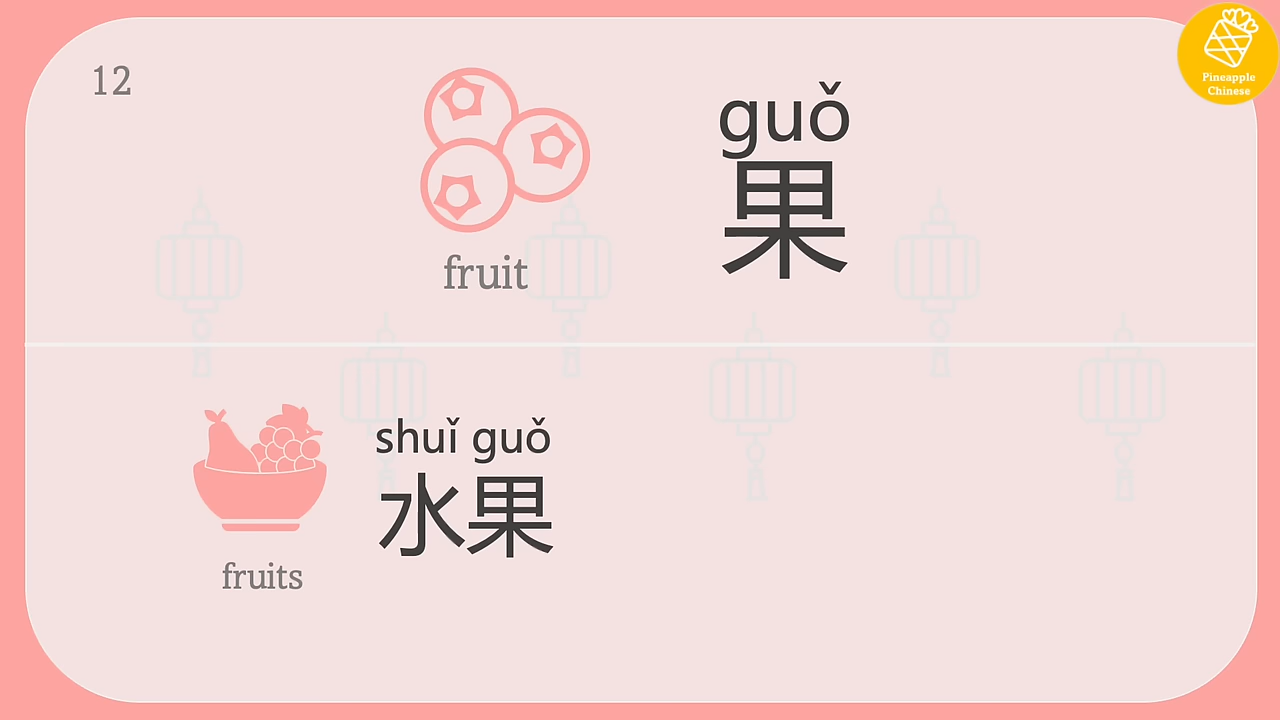 12
Pineapple
Chinese
guǒ
果
fruit
shuǐ guǒ
水果
fruits